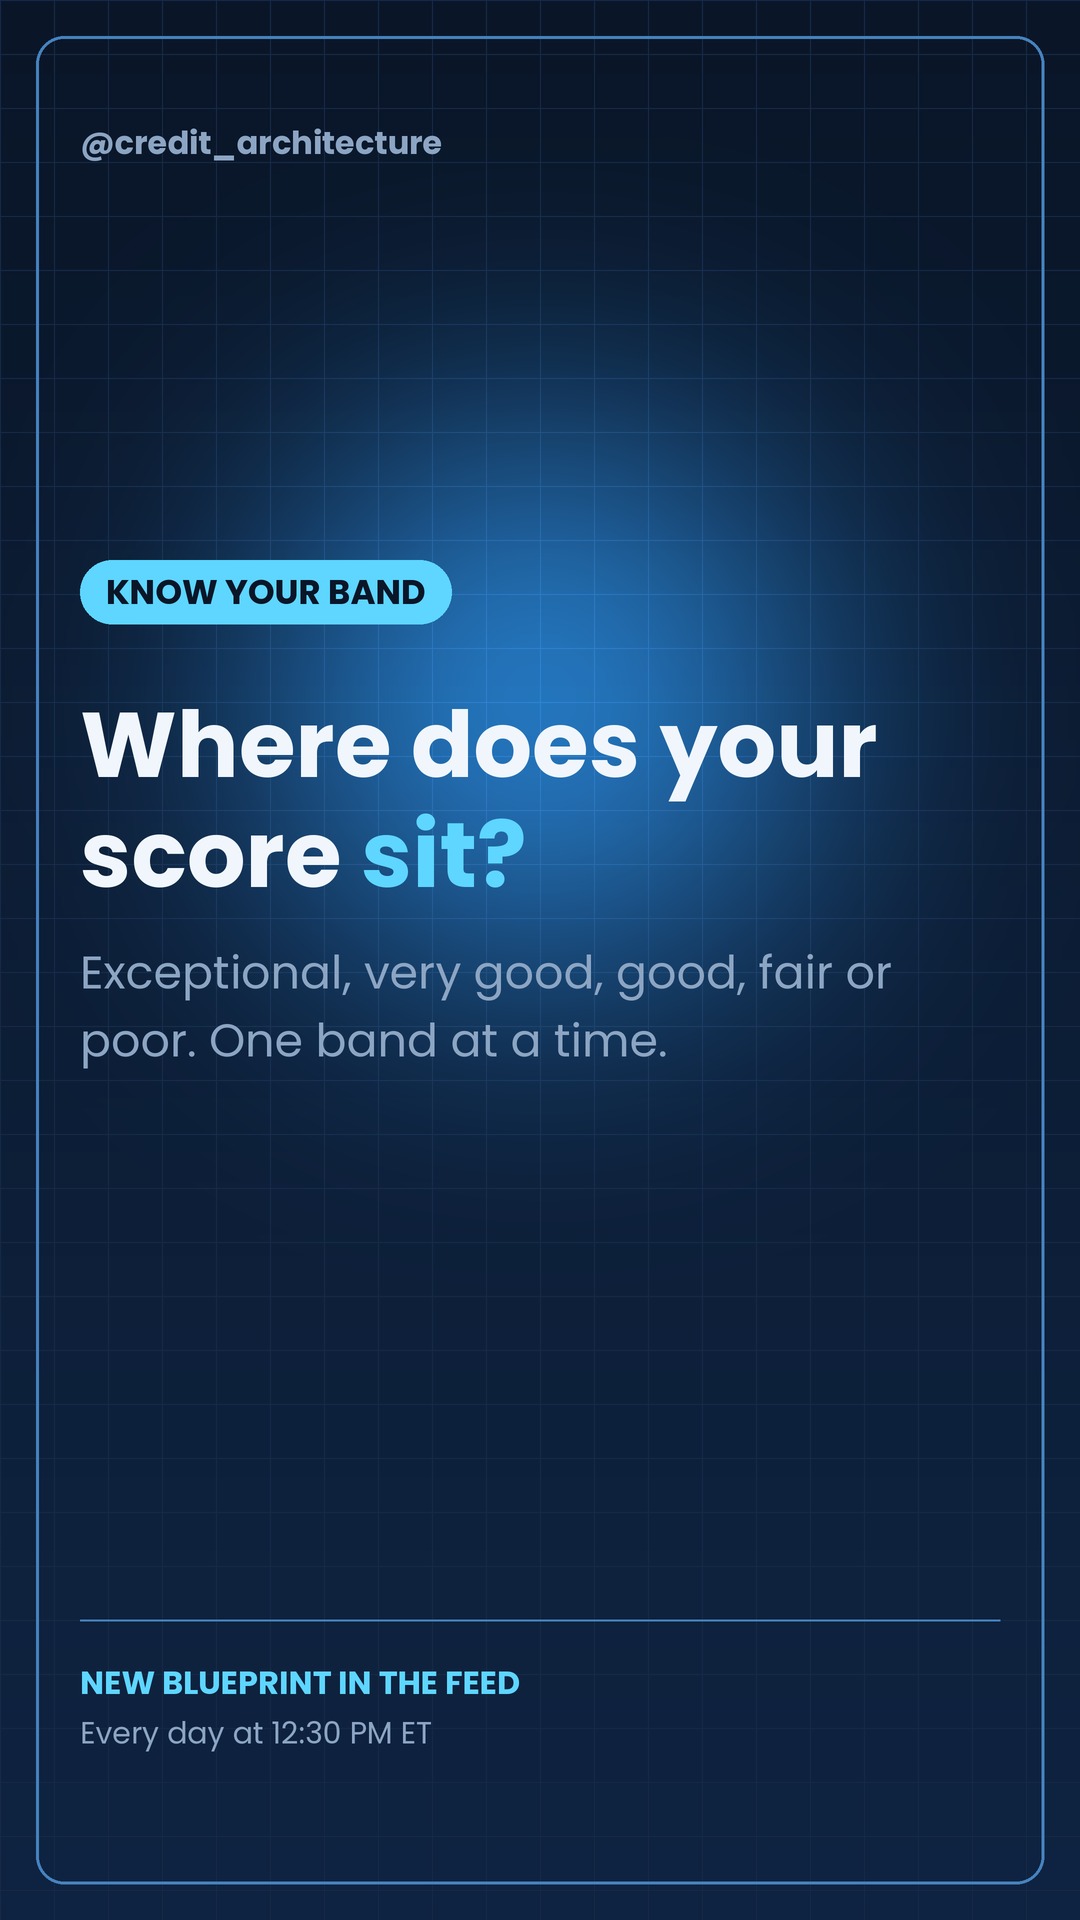 @credit_architecture
KNOW YOUR BAND
Where does your
score sit?
Exceptional, very good, good, fair or
poor. One band at a time.
NEW BLUEPRINT IN THE FEED
Every day at 12:30 PM ET